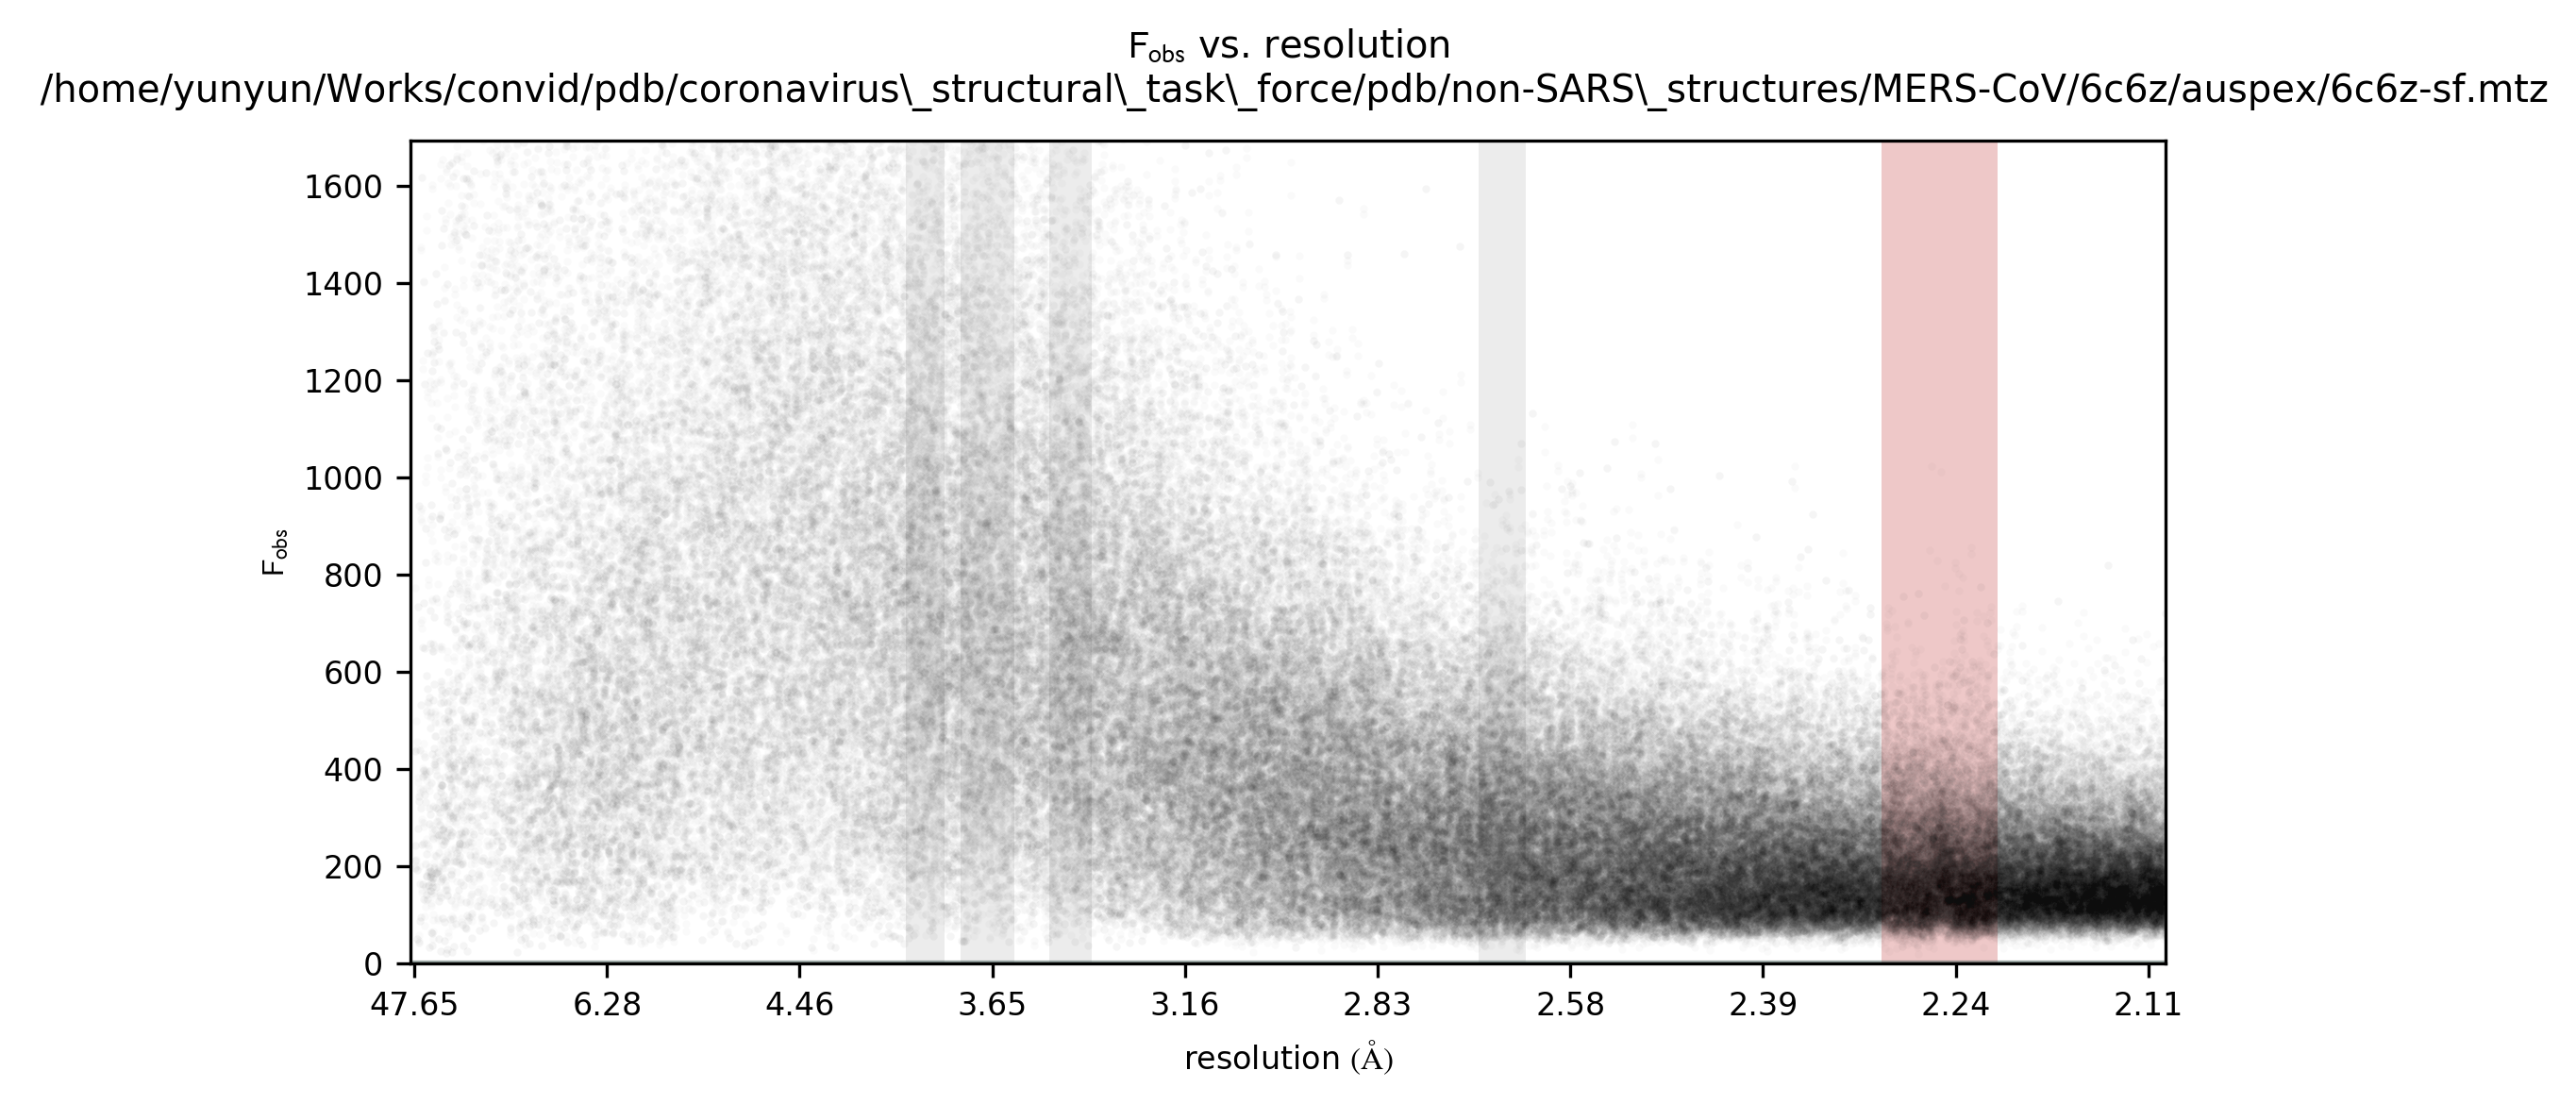 Fobs vs. resolution
/home/yunyun/Works/convid/pdb/coronavirus\_structural\_task\_force/pdb/non-SARS\_structures/MERS-CoV/6c6z/auspex/6c6z-sf.mtz
1600
1400
1200
1000
800
600
400
200
0
Fobs
47.65 6.28 4.46 3.65 3.16 2.83 2.58 2.39 2.24 2.11
resolution (Å)